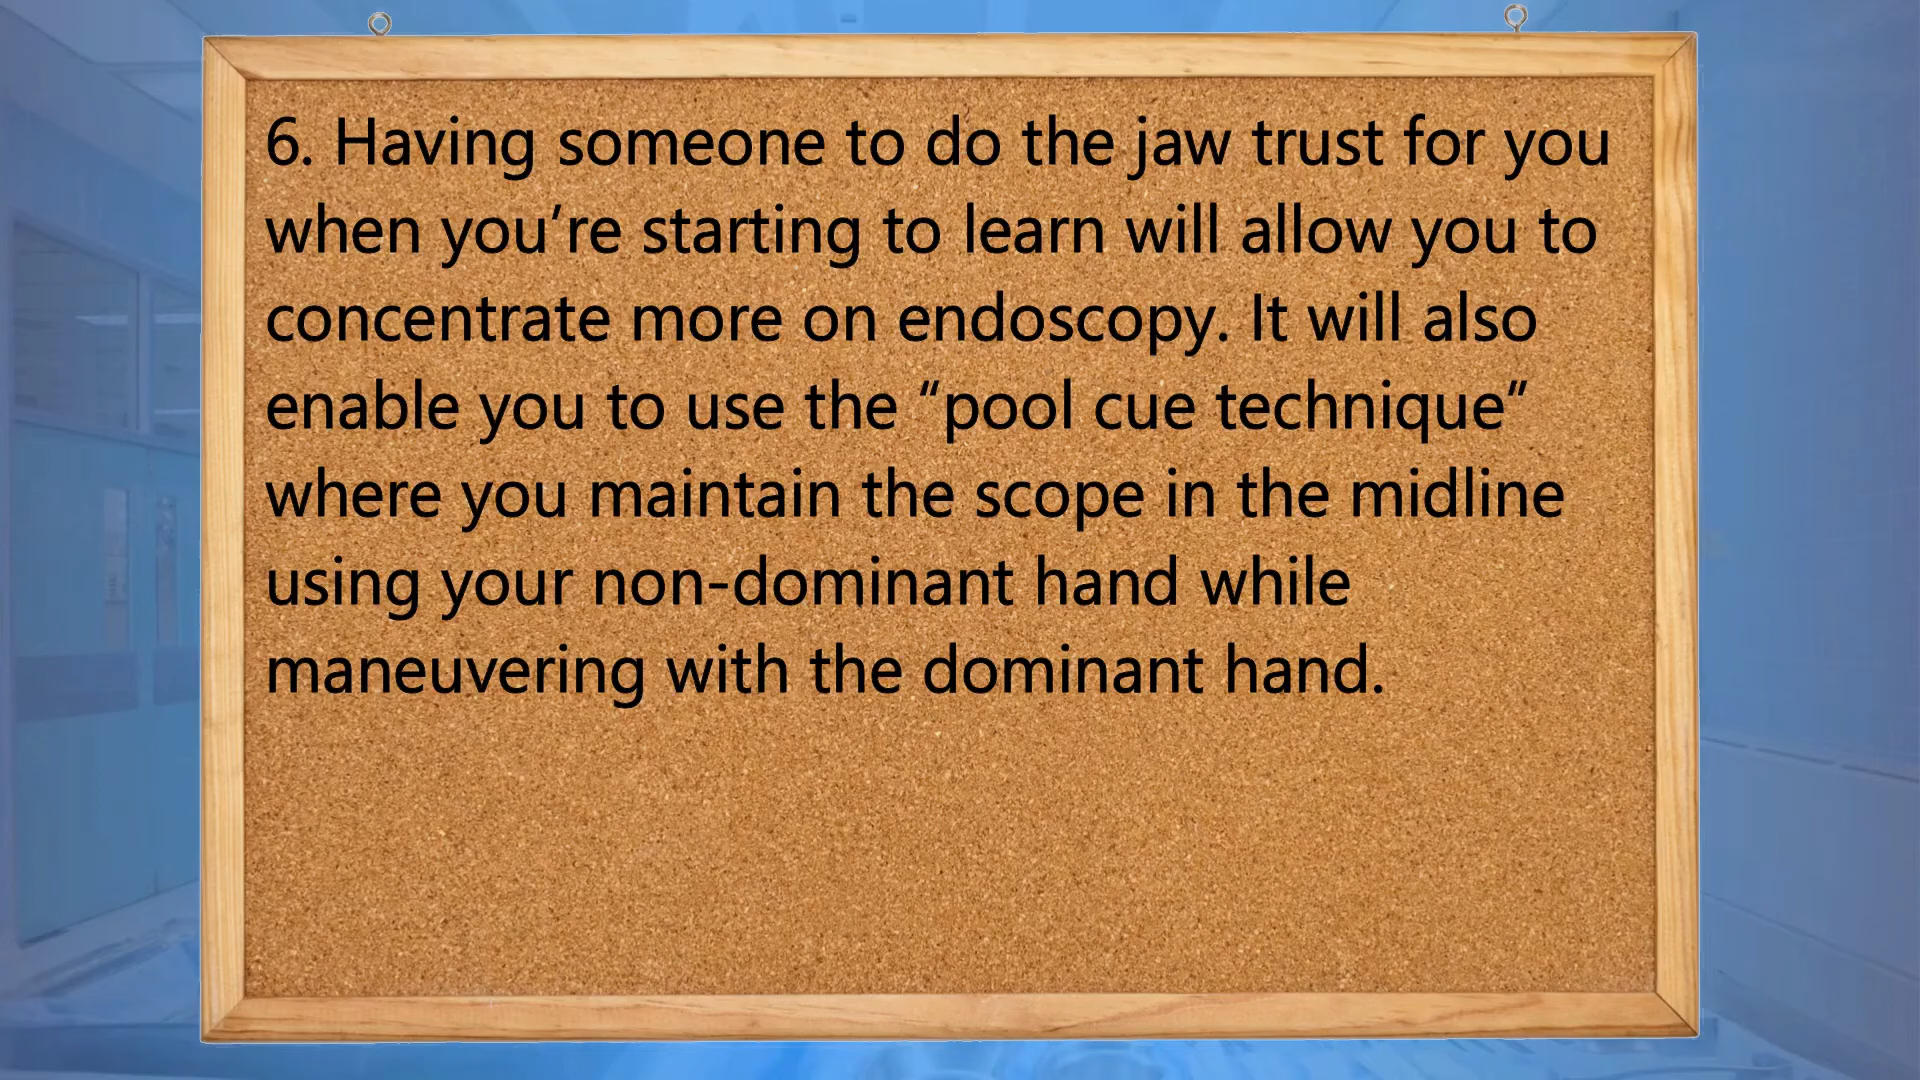 6. Having someone to do the jaw trust for you
when you’re starting to learn will allow you to
concentrate more on endoscopy. It will also
enable you to use the “pool cue technique”
where you maintain the scope in the midline
using your non-dominant hand while
maneuvering with the dominant hand.